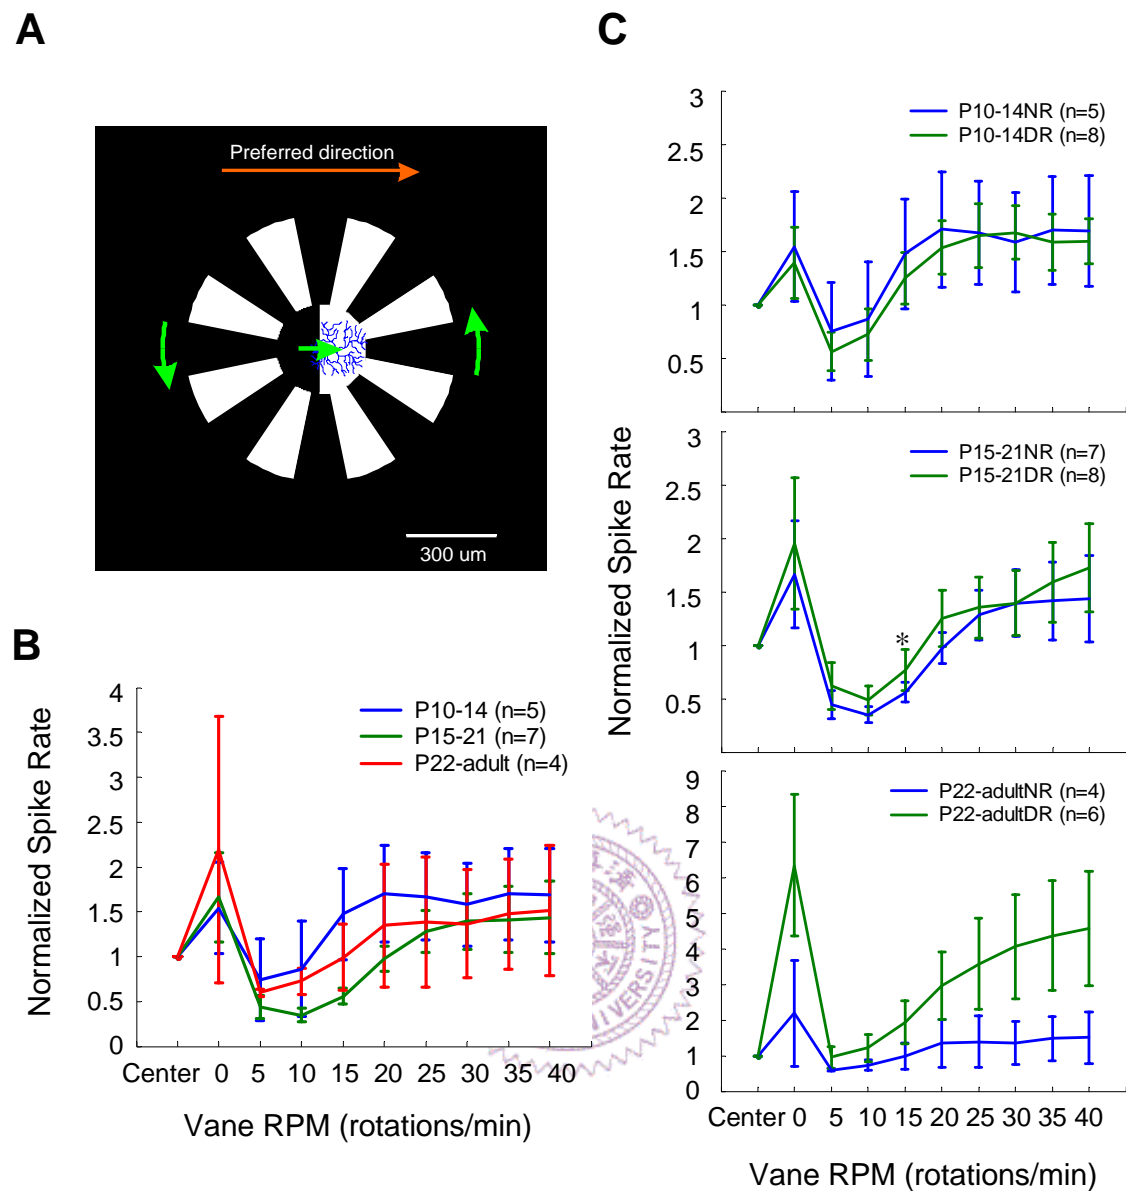 A
Preferred direction
300 um
B
Normalized Spike Rate
4
3.5
3
2.5
2
1.5
1
0.5
0
P10-14 (n=5)
P15-21 (n=7)
P22-adult (n=4)
Center 0 5 10 15 20 25 30 35 40
Vane RPM (rotations/min)
C
Normalized Spike Rate
3
2.5
2
1.5
1
0.5
P10-14NR (n=5)
P10-14DR (n=8)
3
2.5
2
1.5
1
0.5
P15-21NR (n=7)
P15-21DR (n=8)
*
9
8
7
6
5
4
3
2
1
0
P22-adultNR (n=4)
P22-adultDR (n=6)
Center 0 5 10 15 20 25 30 35 40
Vane RPM (rotations/min)